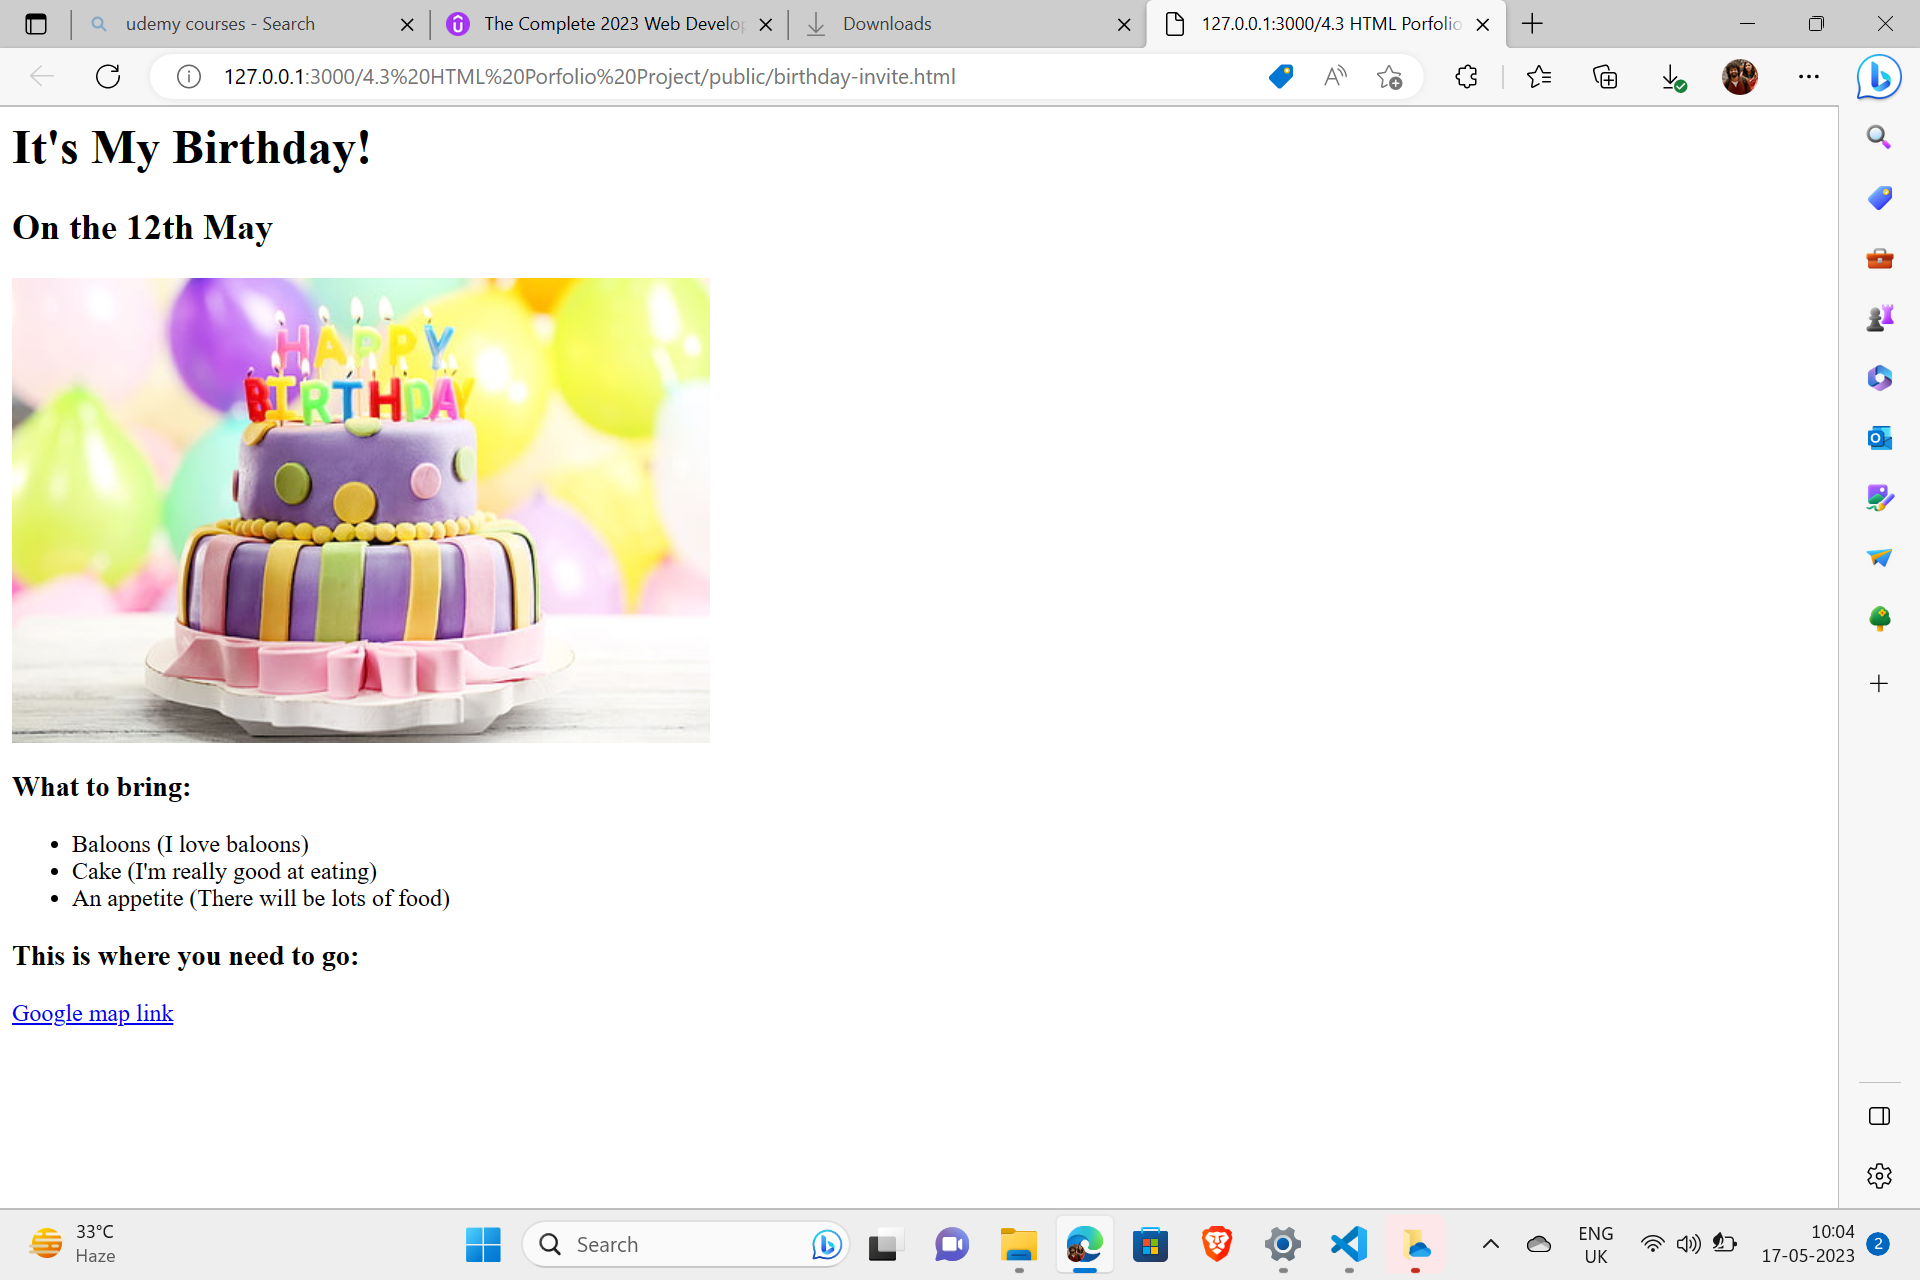 udemy courses - Search
The Complete 2023 Web Develop
Downloads
127.0.0.1:3000/4.3 HTML Porfolio
127.0.0.1:3000/4.3%20HTML%20Porfolio%20Project/public/birthday-invite.html
It's My Birthday!
On the 12th May
HAPPY
BIRTHDAY
What to bring:
Baloons (I love baloons)
Cake (I'm really good at eating)
An appetite (There will be lots of food)
This is where you need to go:
Google map link
33°C
Haze
Search
ENG
UK
10:04
17-05-2023
2